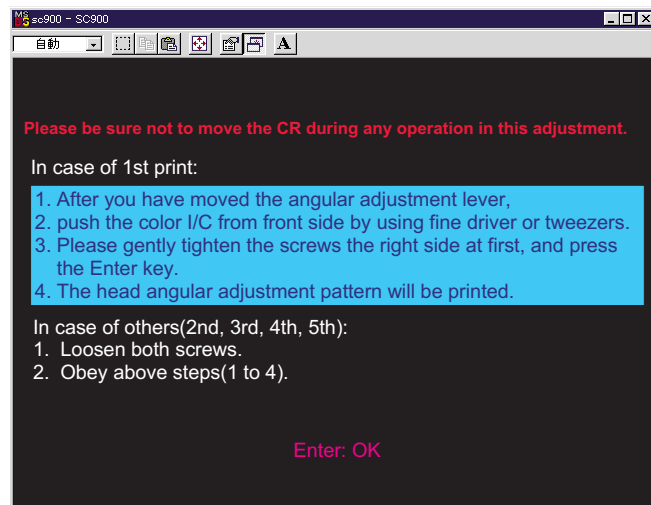 sc900 - SC900
自動
A
Please be sure not to move the CR during any operation in this adjustment.
In case of 1st print:
1. After you have moved the angular adjustment lever,
2. push the color I/C from front side by using fine driver or tweezers.
3. Please gently tighten the screws the right side at first, and press
the Enter key.
4. The head angular adjustment pattern will be printed.
In case of others(2nd, 3rd, 4th, 5th):
1. Loosen both screws.
2. Obey above steps(1 to 4).
Enter: OK